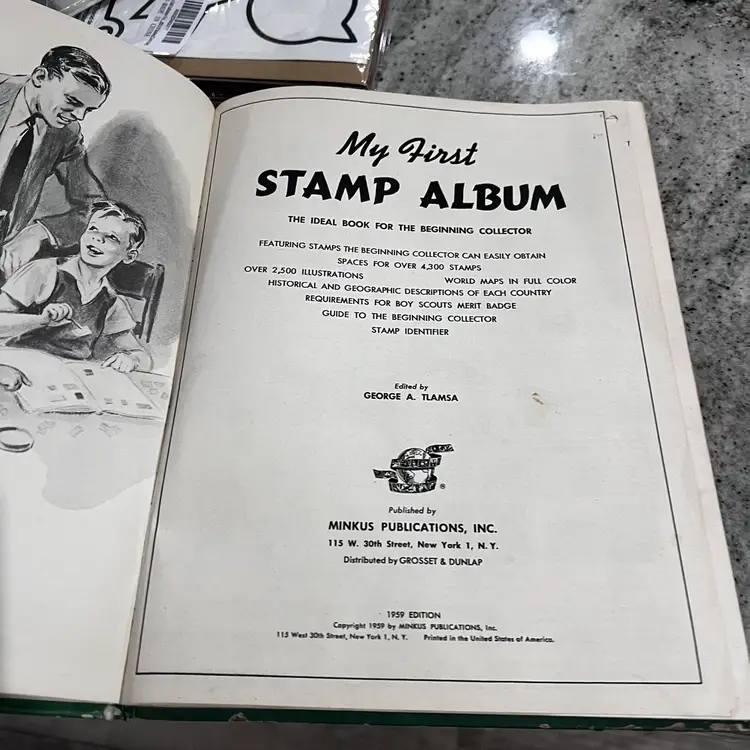 My First
STAMP ALBUM
THE IDEAL BOOK FOR THE BEGINNING COLLECTOR
FEATURING STAMPS THE BEGINNING COLLECTOR CAN EASILY OBTAIN
SPACES FOR OVER 4,300 STAMPS
OVER 2,500 ILLUSTRATIONS WORLD MAPS IN FULL COLOR
HISTORICAL AND GEOGRAPHIC DESCRIPTIONS OF EACH COUNTRY
REQUIREMENTS FOR BOY SCOUTS MERIT BADGE
GUIDE TO THE BEGINNING COLLECTOR
STAMP IDENTIFIER
Edited by
GEORGE A. TLAMSA
®
Published by
MINKUS PUBLICATIONS, INC.
115 W. 30th Street, New York 1, N. Y.
Distributed by GROSSET & DUNLAP
1959 EDITION
Copyright 1959 by MINKUS PUBLICATIONS, Inc.
115 West 30th Street, New York 1, N. Y. Printed in the United States of America.